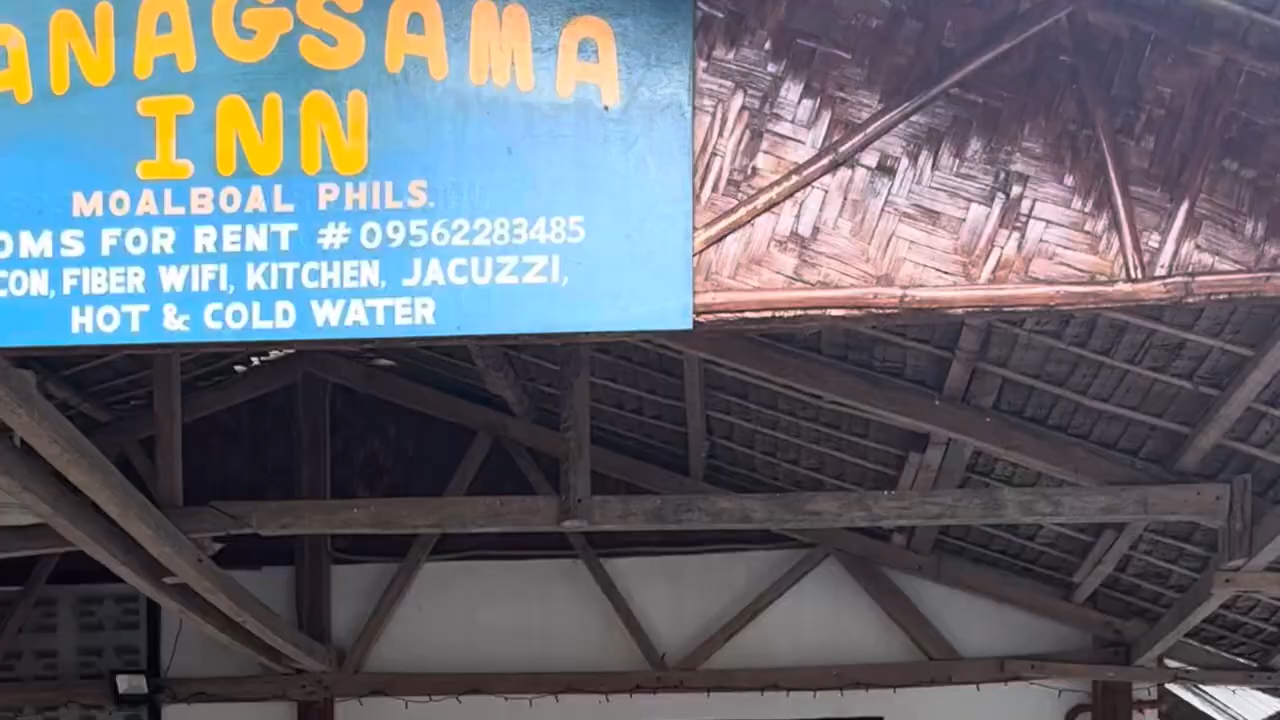 ANAGSAMA
INN
MOALBOAL PHILS.
OMS FOR RENT # 09562283485
CON, FIBER WIFI, KITCHEN, JACUZZI,
HOT & COLD WATER